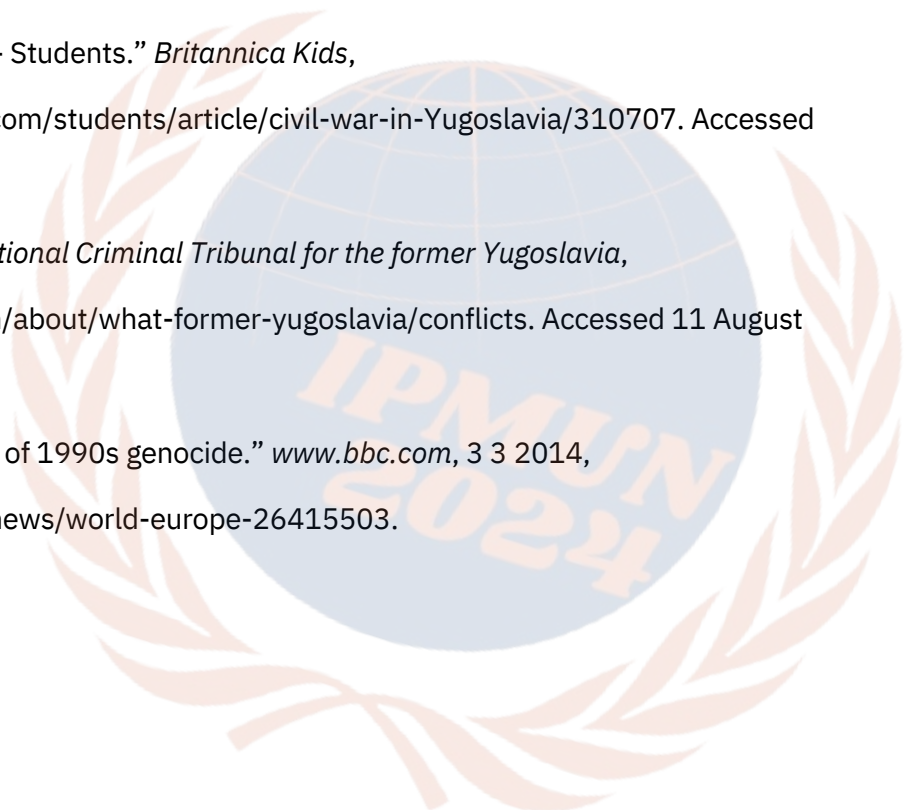 - Students.” Britannica Kids,
com/students/article/civil-war-in-Yugoslavia/310707. Accessed
tional Criminal Tribunal for the former Yugoslavia,
/about/what-former-yugoslavia/conflicts. Accessed 11 August
of 1990s genocide.” www.bbc.com, 3 3 2014,
news/world-europe-26415503.
IPMUN
2024